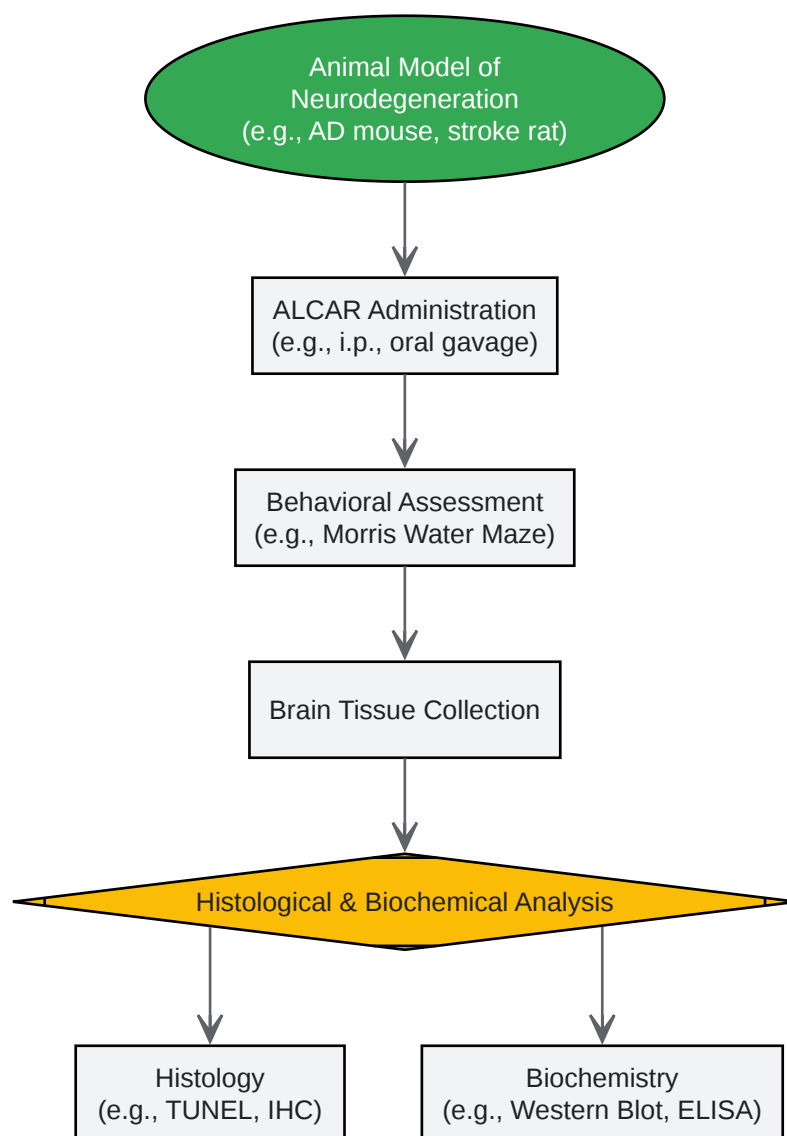 Animal Model of
Neurodegeneration
(e.g., AD mouse, stroke rat)
ALCAR Administration
(e.g., i.p., oral gavage)
Behavioral Assessment
(e.g., Morris Water Maze)
Brain Tissue Collection
Histological & Biochemical Analysis
Histology
(e.g., TUNEL, IHC)
Biochemistry
(e.g., Western Blot, ELISA)